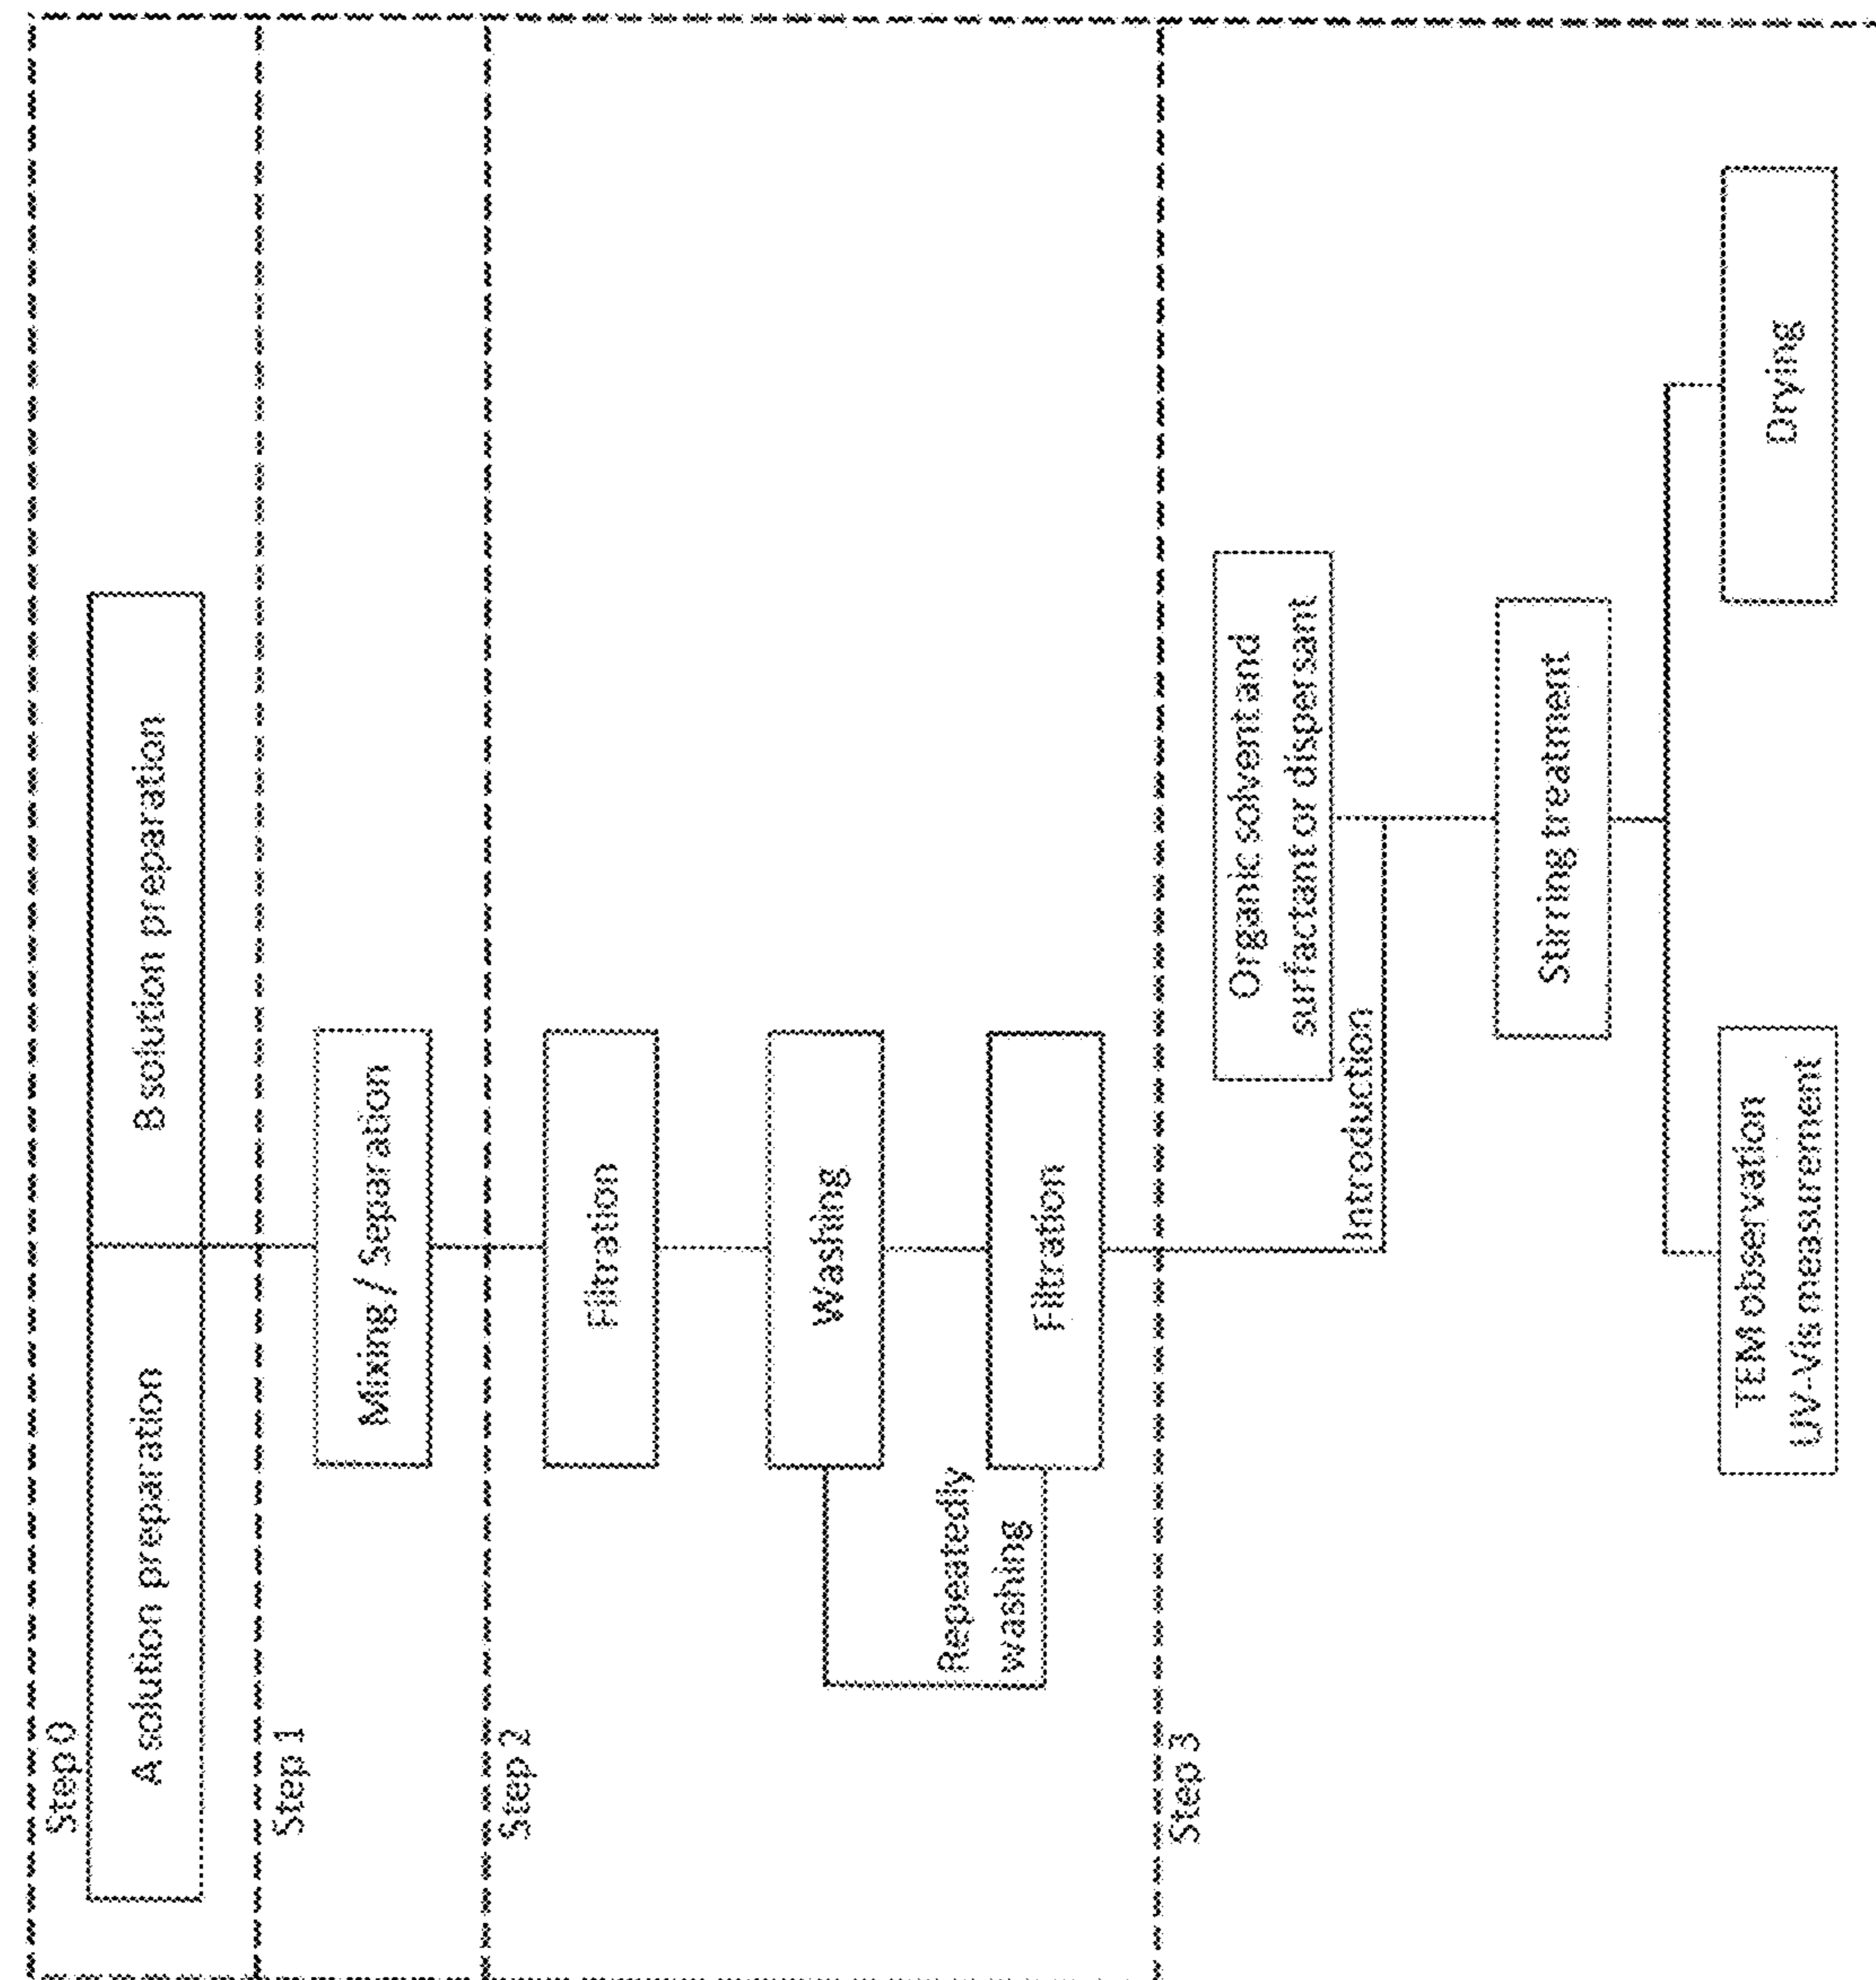 Step 0
A solution preparation
B solution preparation
Step 1
Mixing / Separation
Step 2
Filtration
Washing
Repeatedly
washing
Filtration
Step 3
Organic solvent and
surfactant or dispersant
Introduction
Stirring treatment
TEM observation
UV-Vis measurement
Drying